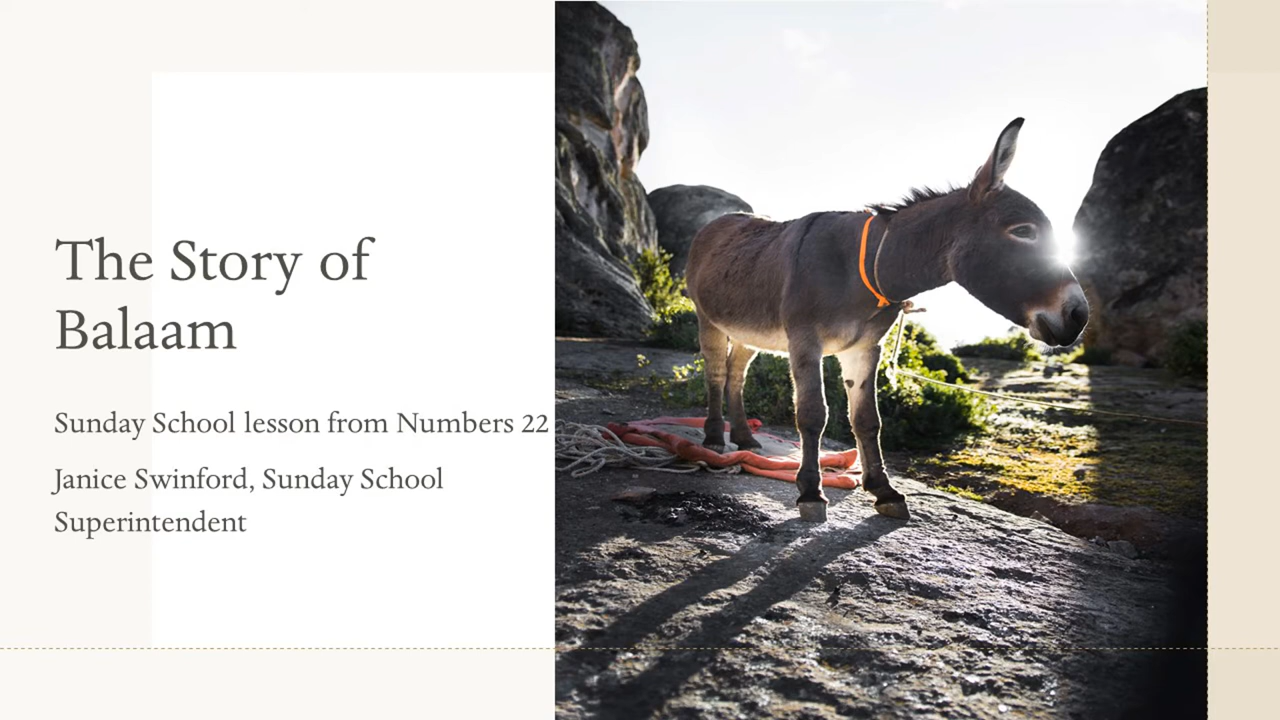 The Story of
Balaam
Sunday School lesson from Numbers 22
Janice Swinford, Sunday School
Superintendent